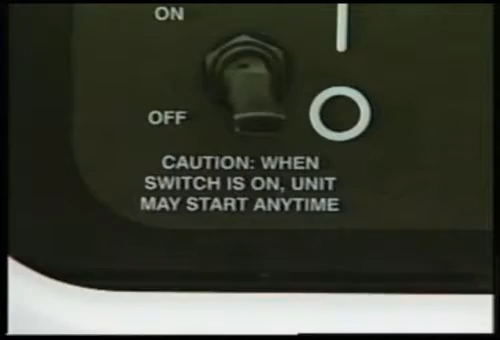 ON
OFF
CAUTION: WHEN
SWITCH IS ON, UNIT
MAY START ANYTIME